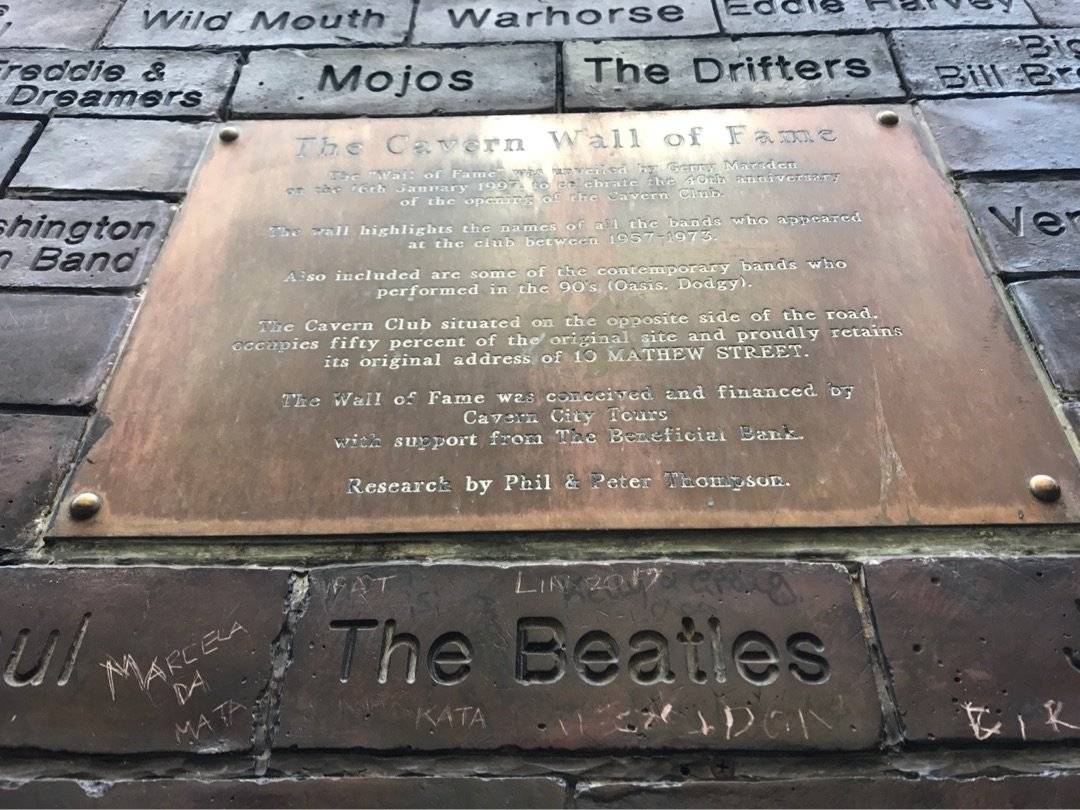 Wild Mouth
Warhorse
Eddie Harvey
Freddie &
Dreamers
Mojos
The Drifters
Big
Bill Br
shington
n Band
Ver
The Cavern Wall of Fame
The "Wall of Fame" was unveiled by Gerry Marsden
on the 16th January 1997, to celebrate the 40th anniversary
of the opening of the Cavern Club.
The wall highlights the names of all the bands who appeared
at the club between 1957-1973.
Also included are some of the contemporary bands who
performed in the 90's (Oasis, Dodgy).
The Cavern Club situated on the opposite side of the road,
occupies fifty percent of the original site and proudly retains
its original address of 10 MATHEW STREET.
The Wall of Fame was conceived and financed by
Cavern City Tours
with support from The Beneficial Bank.
Research by Phil & Peter Thompson.
PAT
LIN 2017
ul
MARCELA
DA
MATA
The Beatles
KATA